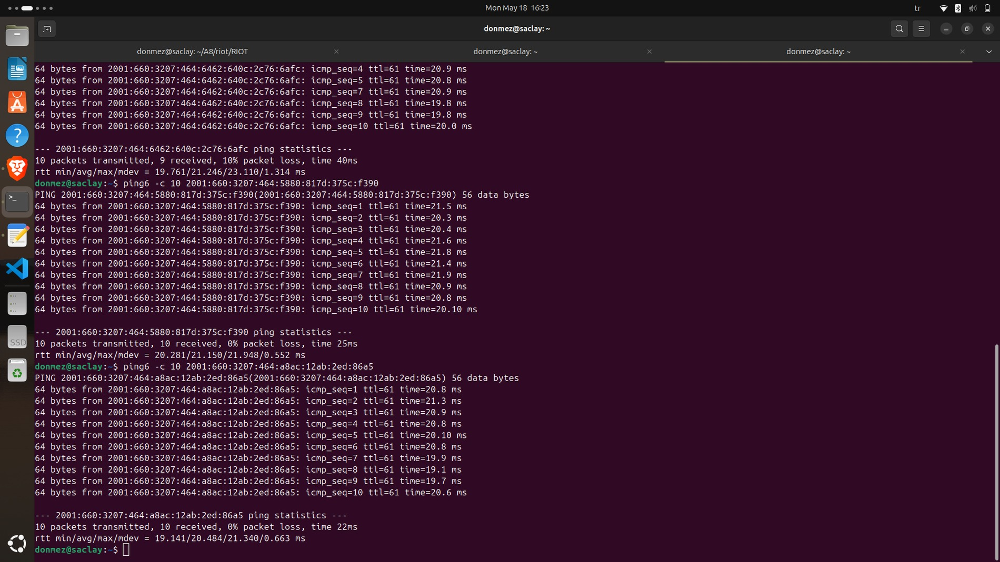 Mon May 18 16:23
tr
donmez@saclay: ~
donmez@saclay: ~/A8/riot/RIOT
donmez@saclay: ~
donmez@saclay: ~
64 bytes from 2001:660:3207:464:6462:640c:2c76:6afc: icmp_seq=4 ttl=61 time=20.9 ms
64 bytes from 2001:660:3207:464:6462:640c:2c76:6afc: icmp_seq=5 ttl=61 time=20.8 ms
64 bytes from 2001:660:3207:464:6462:640c:2c76:6afc: icmp_seq=7 ttl=61 time=20.9 ms
64 bytes from 2001:660:3207:464:6462:640c:2c76:6afc: icmp_seq=8 ttl=61 time=19.8 ms
64 bytes from 2001:660:3207:464:6462:640c:2c76:6afc: icmp_seq=9 ttl=61 time=19.8 ms
64 bytes from 2001:660:3207:464:6462:640c:2c76:6afc: icmp_seq=10 ttl=61 time=20.0 ms
--- 2001:660:3207:464:6462:640c:2c76:6afc ping statistics ---
10 packets transmitted, 9 received, 10% packet loss, time 40ms
rtt min/avg/max/mdev = 19.761/21.246/23.110/1.314 ms
donmez@saclay:~$ ping6 -c 10 2001:660:3207:464:5880:817d:375c:f390
PING 2001:660:3207:464:5880:817d:375c:f390(2001:660:3207:464:5880:817d:375c:f390) 56 data bytes
64 bytes from 2001:660:3207:464:5880:817d:375c:f390: icmp_seq=1 ttl=61 time=21.5 ms
64 bytes from 2001:660:3207:464:5880:817d:375c:f390: icmp_seq=2 ttl=61 time=20.3 ms
64 bytes from 2001:660:3207:464:5880:817d:375c:f390: icmp_seq=3 ttl=61 time=20.4 ms
64 bytes from 2001:660:3207:464:5880:817d:375c:f390: icmp_seq=4 ttl=61 time=21.6 ms
64 bytes from 2001:660:3207:464:5880:817d:375c:f390: icmp_seq=5 ttl=61 time=21.8 ms
64 bytes from 2001:660:3207:464:5880:817d:375c:f390: icmp_seq=6 ttl=61 time=21.4 ms
64 bytes from 2001:660:3207:464:5880:817d:375c:f390: icmp_seq=7 ttl=61 time=21.9 ms
64 bytes from 2001:660:3207:464:5880:817d:375c:f390: icmp_seq=8 ttl=61 time=20.9 ms
64 bytes from 2001:660:3207:464:5880:817d:375c:f390: icmp_seq=9 ttl=61 time=20.8 ms
64 bytes from 2001:660:3207:464:5880:817d:375c:f390: icmp_seq=10 ttl=61 time=20.10 ms
--- 2001:660:3207:464:5880:817d:375c:f390 ping statistics ---
10 packets transmitted, 10 received, 0% packet loss, time 25ms
rtt min/avg/max/mdev = 20.281/21.150/21.948/0.552 ms
donmez@saclay:~$ ping6 -c 10 2001:660:3207:464:a8ac:12ab:2ed:86a5
PING 2001:660:3207:464:a8ac:12ab:2ed:86a5(2001:660:3207:464:a8ac:12ab:2ed:86a5) 56 data bytes
64 bytes from 2001:660:3207:464:a8ac:12ab:2ed:86a5: icmp_seq=1 ttl=61 time=20.8 ms
64 bytes from 2001:660:3207:464:a8ac:12ab:2ed:86a5: icmp_seq=2 ttl=61 time=21.3 ms
64 bytes from 2001:660:3207:464:a8ac:12ab:2ed:86a5: icmp_seq=3 ttl=61 time=20.9 ms
64 bytes from 2001:660:3207:464:a8ac:12ab:2ed:86a5: icmp_seq=4 ttl=61 time=20.8 ms
64 bytes from 2001:660:3207:464:a8ac:12ab:2ed:86a5: icmp_seq=5 ttl=61 time=20.10 ms
64 bytes from 2001:660:3207:464:a8ac:12ab:2ed:86a5: icmp_seq=6 ttl=61 time=20.8 ms
64 bytes from 2001:660:3207:464:a8ac:12ab:2ed:86a5: icmp_seq=7 ttl=61 time=19.9 ms
64 bytes from 2001:660:3207:464:a8ac:12ab:2ed:86a5: icmp_seq=8 ttl=61 time=19.1 ms
64 bytes from 2001:660:3207:464:a8ac:12ab:2ed:86a5: icmp_seq=9 ttl=61 time=19.7 ms
64 bytes from 2001:660:3207:464:a8ac:12ab:2ed:86a5: icmp_seq=10 ttl=61 time=20.6 ms
--- 2001:660:3207:464:a8ac:12ab:2ed:86a5 ping statistics ---
10 packets transmitted, 10 received, 0% packet loss, time 22ms
rtt min/avg/max/mdev = 19.141/20.484/21.340/0.663 ms
donmez@saclay:~$
SSD